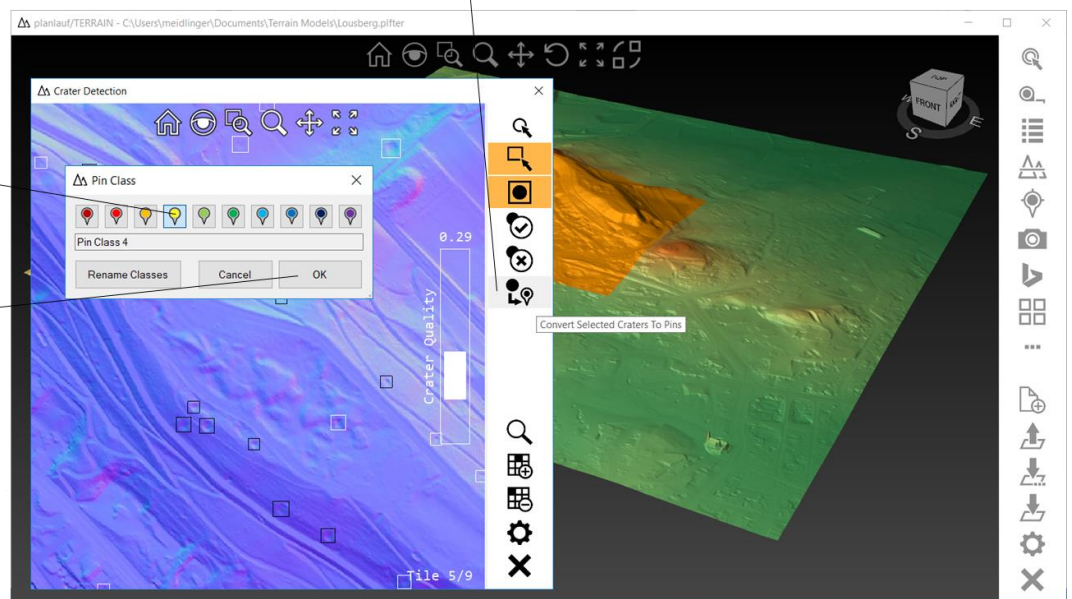 planlauf/TERRAIN - C:\Users\meidlinger\Documents\Terrain Models\Lousberg.plfter
Crater Detection
TOP
FRONT
S
E
Pin Class
Pin Class 4
Rename Classes
Cancel
OK
0.29
Crater Quality
Convert Selected Craters To Pins
Tile 5/9